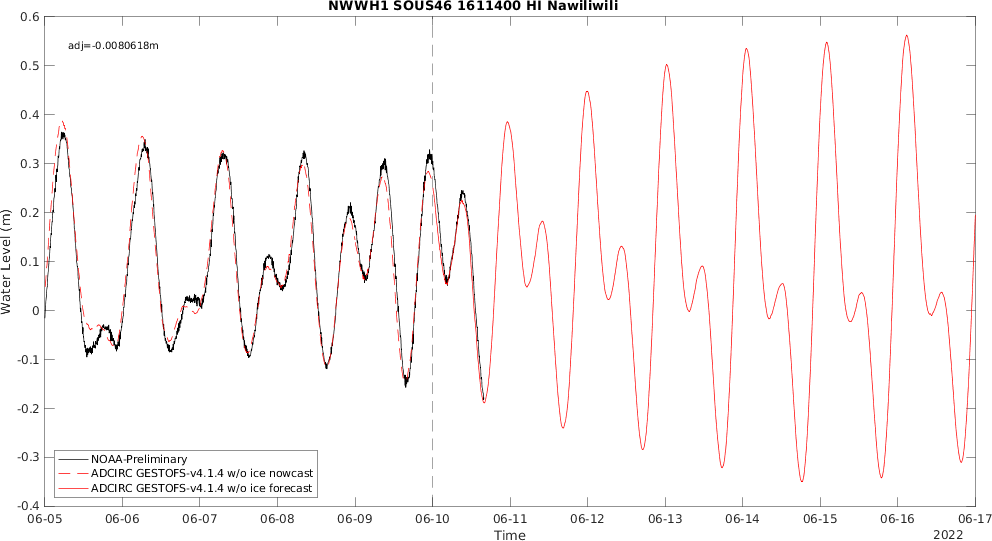 NWWH1 SOUS46 1611400 HI Nawiliwili
adj=-0.0080618m
0.6
0.5
0.4
0.3
0.2
0.1
0
-0.1
-0.2
-0.3
-0.4
Water Level (m)
NOAA-Preliminary
ADCIRC GESTOFS-v4.1.4 w/o ice nowcast
ADCIRC GESTOFS-v4.1.4 w/o ice forecast
06-05 06-06 06-07 06-08 06-09 06-10 06-11 06-12 06-13 06-14 06-15 06-16 06-17
Time
2022